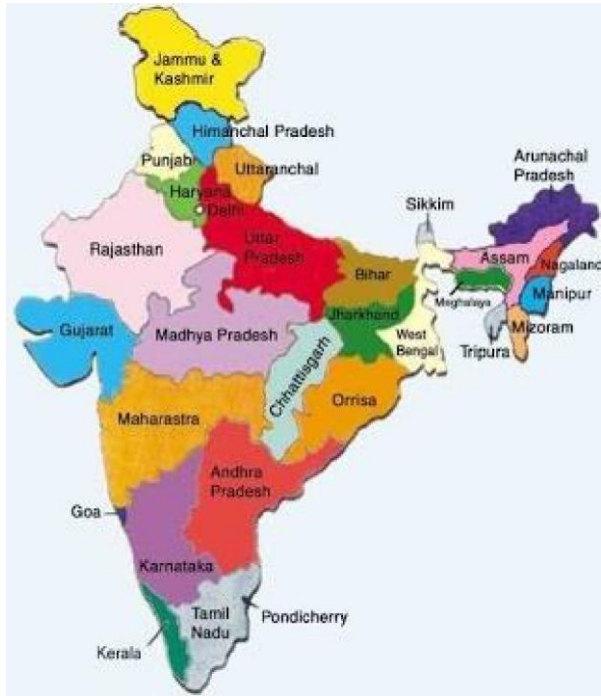 Jammu &
Kashmir
Himanchal Pradesh
Punjabi
Uttaranchal
Arunachal
Pradesh
Haryana
Delhi
Sikkim
Rajasthan
Uttar
Pradesh
Assam
Nagaland
Bihar
Meghalaya
Manipur
Gujarat
Madhya Pradesh
Jharkhand
West
Bengal
Mizoram
Tripura
Chhattisgarh
Maharastra
Orrisa
Andhra
Pradesh
Goa
Karnataka
Tamil
Nadu
Pondicherry
Kerala